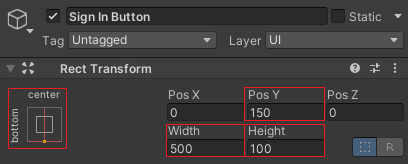 Sign In Button
Static
Tag Untagged Layer UI
Rect Transform
center
bottom
Pos X Pos Y Pos Z
0 150 0
Width Height
500 100
R